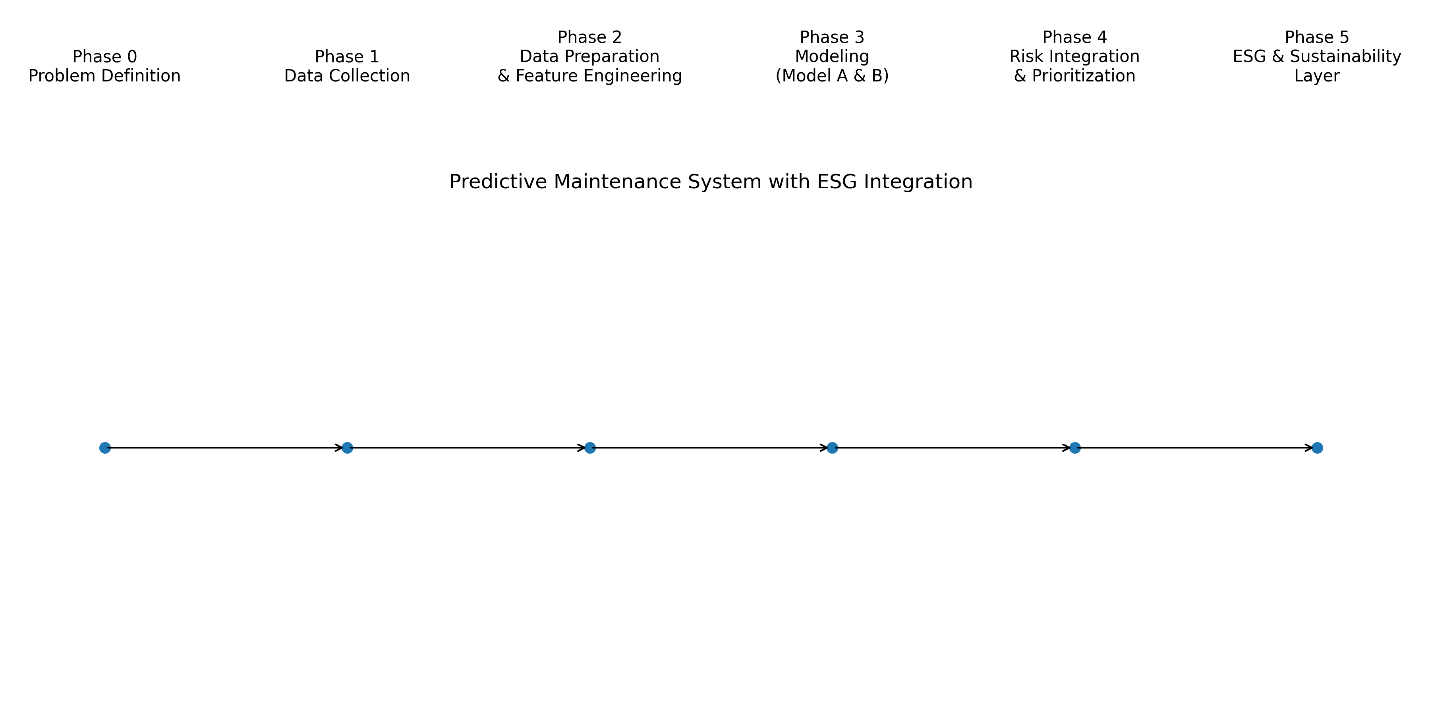 Phase 0
Problem Definition
Phase 1
Data Collection
Phase 2
Data Preparation
& Feature Engineering
Phase 3
Modeling
(Model A & B)
Phase 4
Risk Integration
& Prioritization
Phase 5
ESG & Sustainability
Layer
Predictive Maintenance System with ESG Integration